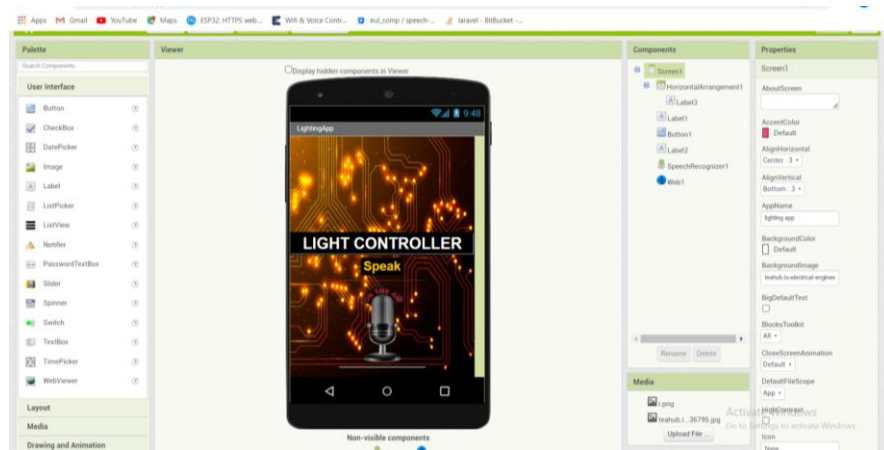 Apps Gmail YouTube Maps ESP32: HTTPS web... Wifi & Voice Contr... eul,comp / speech-... laravel - BitBucket -...
Palette
Search Components...
User Interface
Button
CheckBox
DatePicker
Image
Label
ListPicker
ListView
Notifier
PasswordTextBox
Slider
Spinner
Switch
TextBox
TimePicker
WebViewer
Layout
Media
Drawing and Animation
Viewer
Display hidden components in Viewer
9:48
LightingApp
LIGHT CONTROLLER
Speak
ON THE AIR
Non-visible components
Components
Screen1
HorizontalArrangement1
Label3
Label1
Button1
Label2
SpeechRecognizer1
Web1
Rename Delete
Media
i.png
teahub.i...36795.jpg
Upload File ...
Properties
Screen1
AboutScreen
AccentColor
Default
AlignHorizontal
Center : 3
AlignVertical
Bottom : 3
AppName
lighting app
BackgroundColor
Default
BackgroundImage
teahub.io-electrical-enginee
BigDefaultText
BlocksToolkit
All
CloseScreenAnimation
Default
DefaultFileScope
App
HighContrast
Icon
None
Activate Windows
Go to Settings to activate Windows.